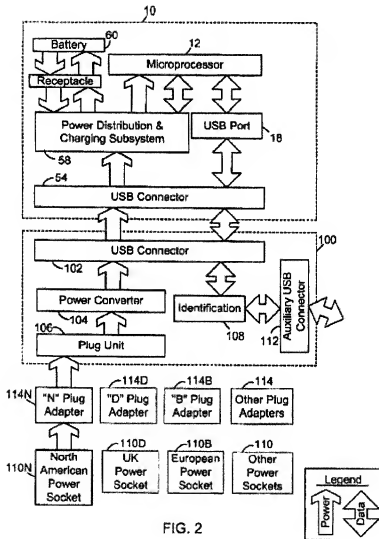 10
Battery
60
12
Receptacle
Microprocessor
Power Distribution &
Charging Subsystem
58
USB Port
18
54
USB Connector
100
USB Connector
102
Power Converter
104
Identification
108
Auxiliary USB
Connector
112
106
Plug Unit
114N
"N" Plug
Adapter
114D
"D" Plug
Adapter
114B
"B" Plug
Adapter
114
Other Plug
Adapters
110N
North
American
Power
Socket
110D
UK
Power
Socket
110B
European
Power
Socket
110
Other
Power
Sockets
Legend
Power
Data
FIG. 2